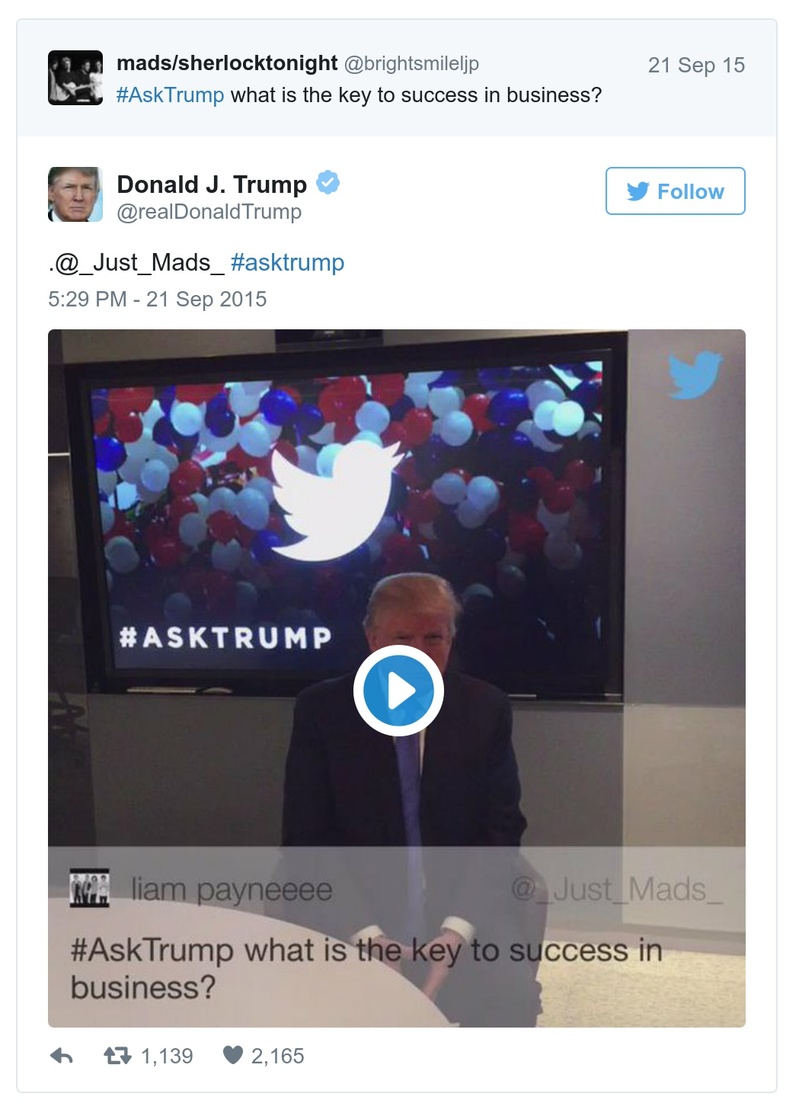 mads/sherlocktonight @brightsmileljp 21 Sep 15
#AskTrump what is the key to success in business?
Donald J. Trump
@realDonaldTrump
Follow
.@_Just_Mads_ #asktrump
5:29 PM - 21 Sep 2015
#ASKTRUMP
liam payneeee @_Just_Mads_
#AskTrump what is the key to success in
business?
1,139 2,165